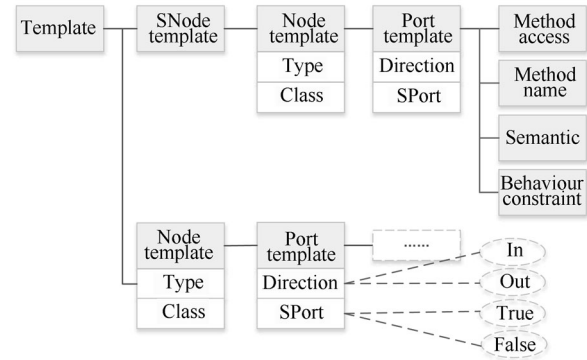 Template
SNode
template
Node
template
Type
Class
Port
template
Direction
SPort
Method
access
Method
name
Semantic
Behaviour
constraint
Node
template
Type
Class
Port
template
Direction
SPort
......
In
Out
True
False